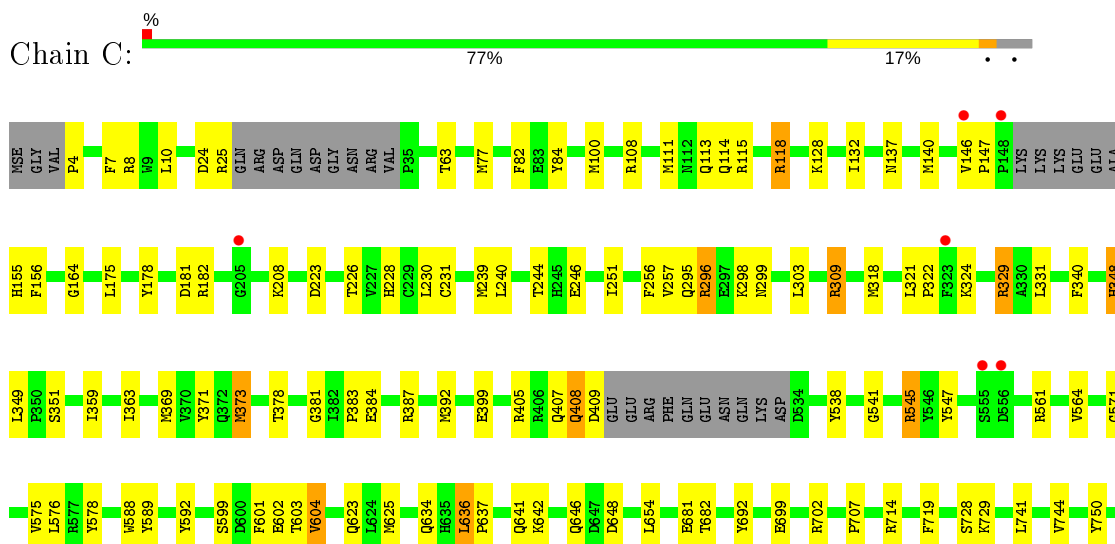 %
Chain C:
77% 17% • •
MSE GLY VAL P4 F7 R8 W9 L10 D24 R25 GLN ARG ASP GLN ASP GLY ASN ARG VAL P35 T63 M77 F82 E83 Y84 M100 R108 M111 N112 Q113 Q114 R115 R118 K128 I132 N137 M140 V146 P147 P148 LYS LYS LYS GLU GLU ALA
H155 F156 G164 L175 Y178 D181 R182 G205 K208 D223 T226 V227 H228 C229 L230 C231 M239 L240 T244 H245 E246 I251 F256 V257 Q295 R296 E297 K298 N299 L303 R309 M318 L321 P322 F323 K324 R329 A330 L331 F340 H348
L349 P350 S351 I359 I363 M369 V370 Y371 Q372 M373 T378 G381 I382 P383 E384 R387 M392 E399 R405 R406 Q407 Q408 D409 GLU GLU ARG PHE GLN GLU ASN GLN LYS ASP D534 Y538 G541 R545 Y546 Y547 S555 D556 R561 V564 G571
V575 L576 R577 Y578 W588 Y589 Y592 S599 D600 F601 E602 T603 V604 Q623 L624 M625 Q634 H635 L636 P637 Q641 K642 Q646 D647 D648 L654 E681 T682 Y692 E699 R702 P707 R714 F719 S728 K729 L741 V744 Y750